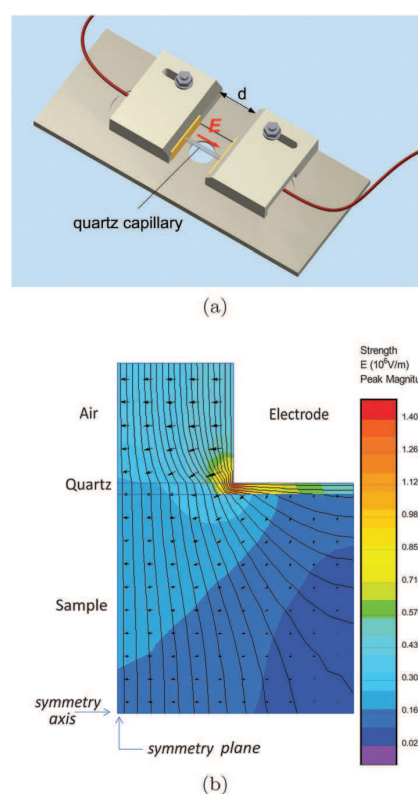 d
E
quartz capillary
(a)
Strength
E (10⁶V/m)
Peak Magnitu
Air
Electrode
1.40
1.26
1.12
0.98
Quartz
0.85
0.71
0.57
Sample
0.43
0.30
0.16
symmetry
axis
0.02
symmetry plane
(b)